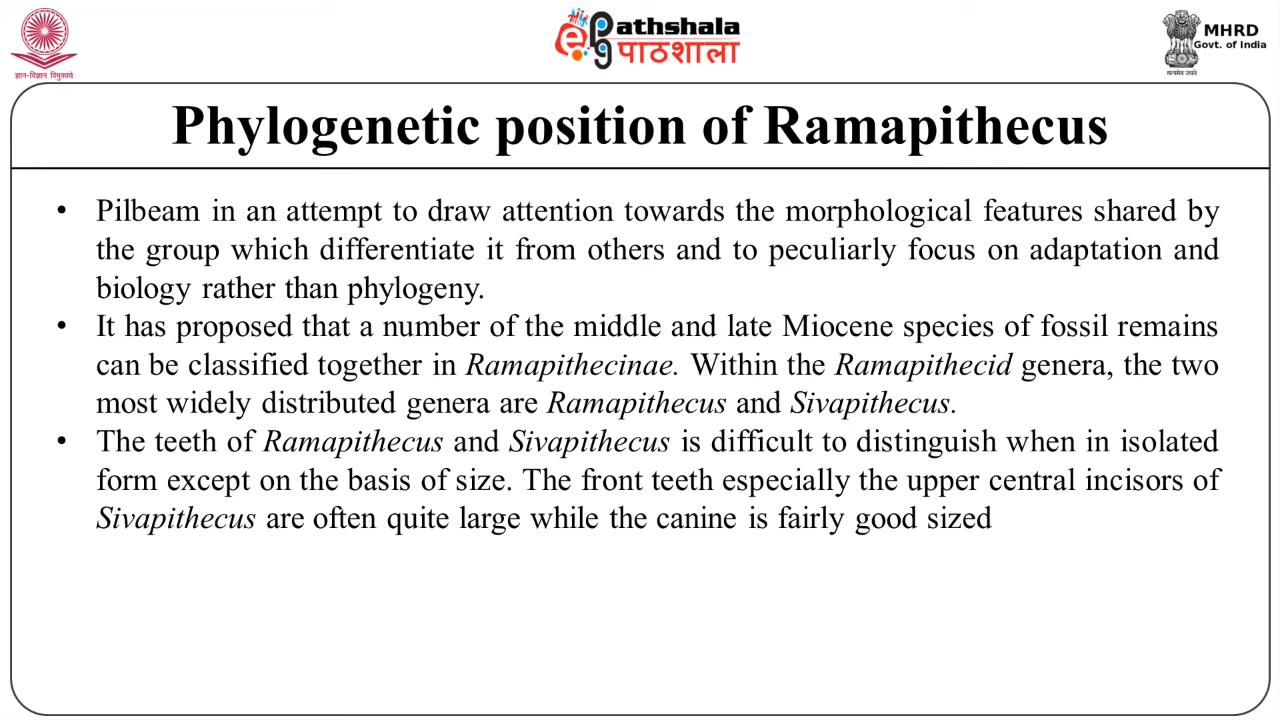 ज्ञान-विज्ञान विमुक्तये
ePg Pathshala
पाठशाला
MHRD
Govt. of India
सत्यमेव जयते
Phylogenetic position of Ramapithecus
• Pilbeam in an attempt to draw attention towards the morphological features shared by
the group which differentiate it from others and to peculiarly focus on adaptation and
biology rather than phylogeny.
• It has proposed that a number of the middle and late Miocene species of fossil remains
can be classified together in Ramapithecinae. Within the Ramapithecid genera, the two
most widely distributed genera are Ramapithecus and Sivapithecus.
• The teeth of Ramapithecus and Sivapithecus is difficult to distinguish when in isolated
form except on the basis of size. The front teeth especially the upper central incisors of
Sivapithecus are often quite large while the canine is fairly good sized